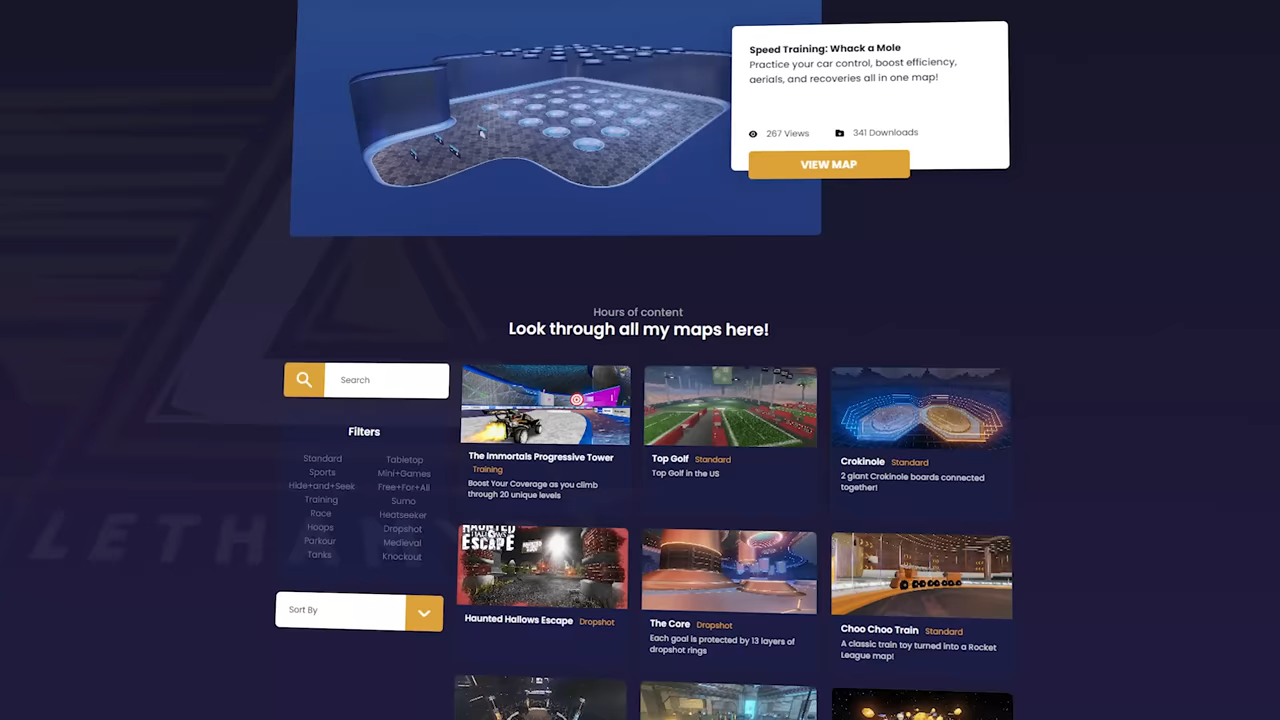 Speed Training: Whack a Mole
Practice your car control, boost efficiency,
aerials, and recoveries all in one map!
267 Views
341 Downloads
VIEW MAP
Hours of content
Look through all my maps here!
Search
Filters
Standard
Sports
Hide+and+Seek
Training
Race
Hoops
Parkour
Tanks
Tabletop
Mini+Games
Free+For+All
Sumo
Heatseeker
Dropshot
Medieval
Knockout
Sort By
The Immortals Progressive Tower
Training
Boost Your Coverage as you climb
through 20 unique levels
Top Golf Standard
Top Golf in the US
Crokinole Standard
2 giant Crokinole boards connected
together!
HAUNTED
HALLOWS
ESCAPE
Haunted Hallows Escape Dropshot
The Core Dropshot
Each goal is protected by 13 layers of
dropshot rings
Choo Choo Train Standard
A classic train toy turned into a Rocket
League map!